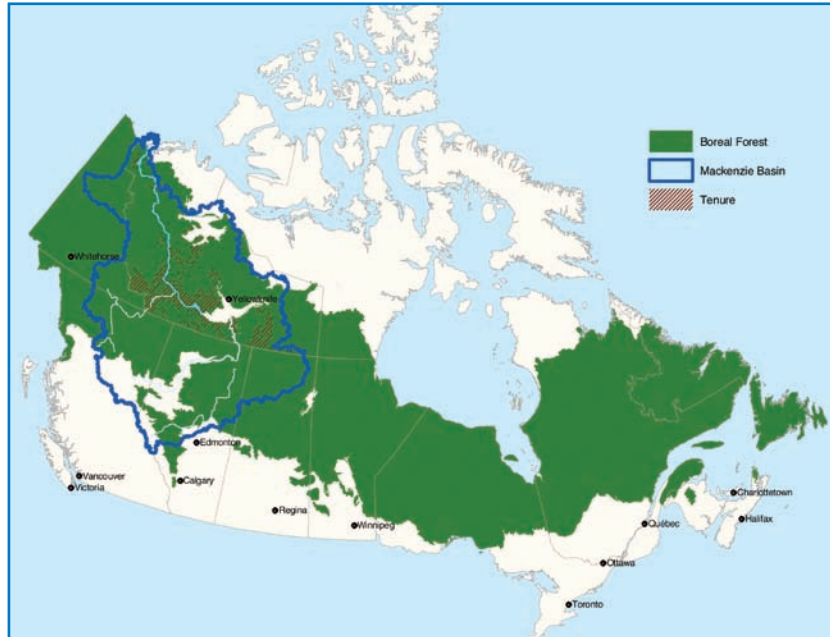 Boreal Forest
Mackenzie Basin
Tenure
Whitehorse
Yellowknife
Edmonton
Vancouver
Calgary
Victoria
Regina
Winnipeg
Charlottetown
Halifax
Québec
Ottawa
Toronto